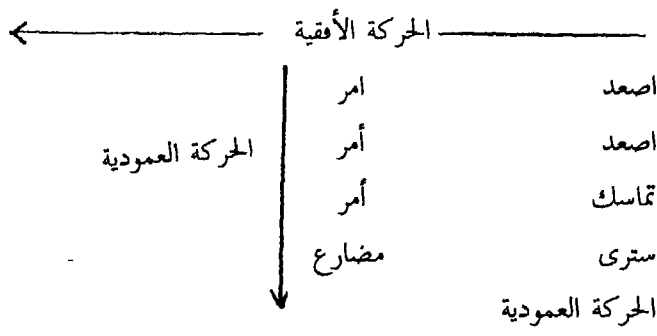 الحركة الأفقية
اصعد امر
اصعد أمر
الحركة العمودية
تماسك أمر
سترى مضارع
الحركة العمودية